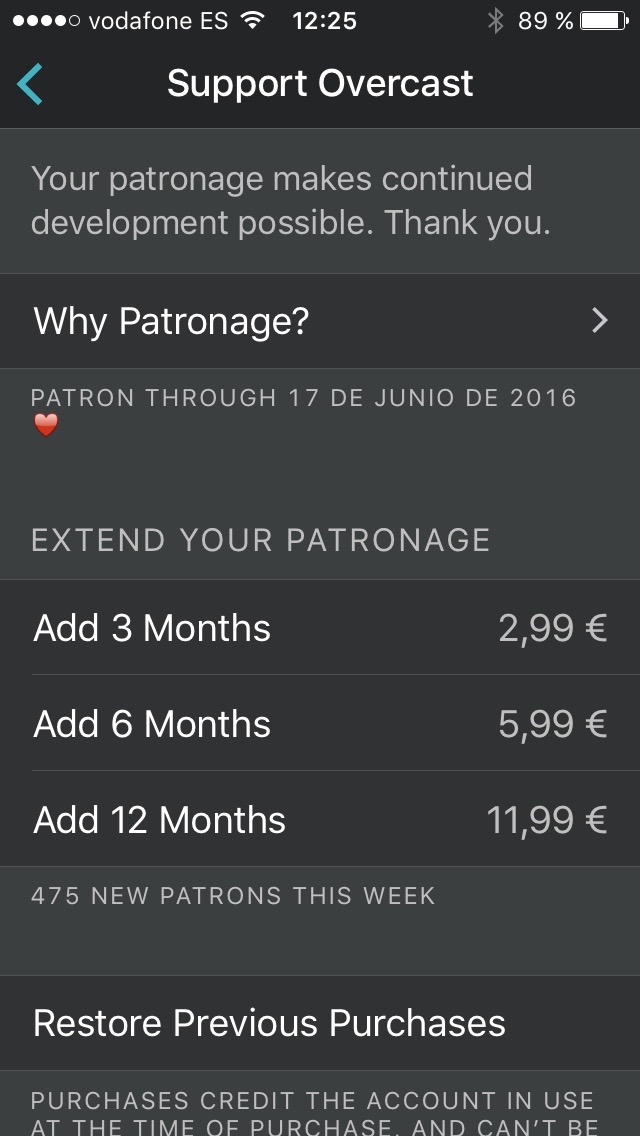 vodafone ES 12:25 89 %
Support Overcast
Your patronage makes continued
development possible. Thank you.
Why Patronage?
PATRON THROUGH 17 DE JUNIO DE 2016
❤️
EXTEND YOUR PATRONAGE
Add 3 Months 2,99 €
Add 6 Months 5,99 €
Add 12 Months 11,99 €
475 NEW PATRONS THIS WEEK
Restore Previous Purchases
PURCHASES CREDIT THE ACCOUNT IN USE
AT THE TIME OF PURCHASE, AND CAN'T BE